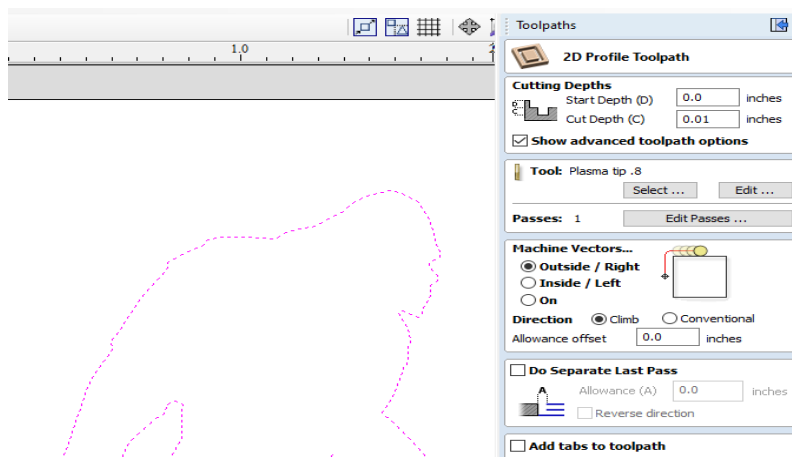 Toolpaths
1.0
2D Profile Toolpath
Cutting Depths
Start Depth (D) 0.0 inches
Cut Depth (C) 0.01 inches
Show advanced toolpath options
Tool: Plasma tip .8
Select ... Edit ...
Passes: 1 Edit Passes ...
Machine Vectors...
Outside / Right
Inside / Left
On
Direction Climb Conventional
Allowance offset 0.0 inches
Do Separate Last Pass
A Allowance (A) 0.0 inches
Reverse direction
Add tabs to toolpath